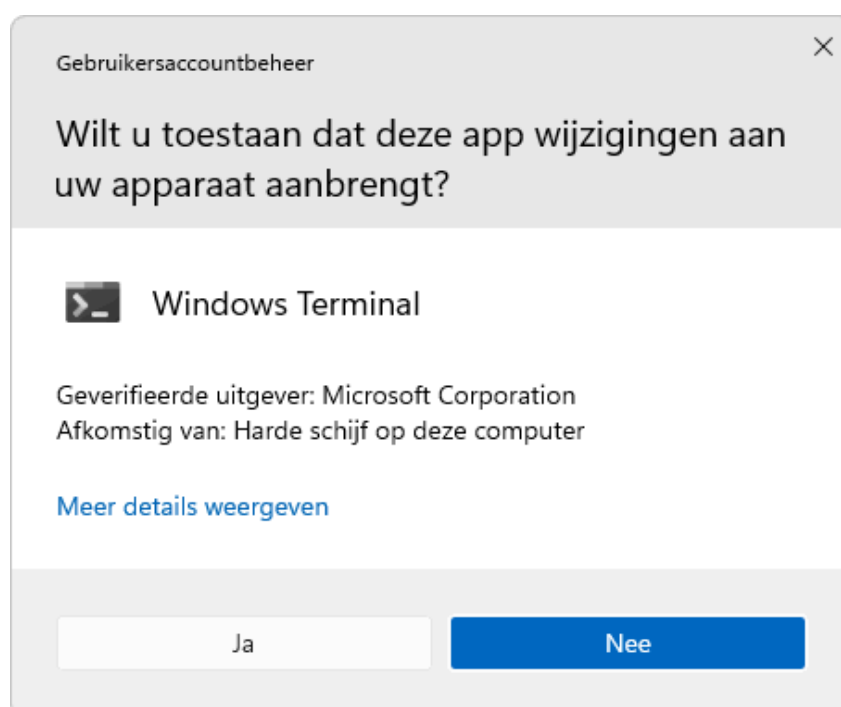 Gebruikersaccountbeheer
Wilt u toestaan dat deze app wijzigingen aan
uw apparaat aanbrengt?
Windows Terminal
Geverifieerde uitgever: Microsoft Corporation
Afkomstig van: Harde schijf op deze computer
Meer details weergeven
Ja
Nee